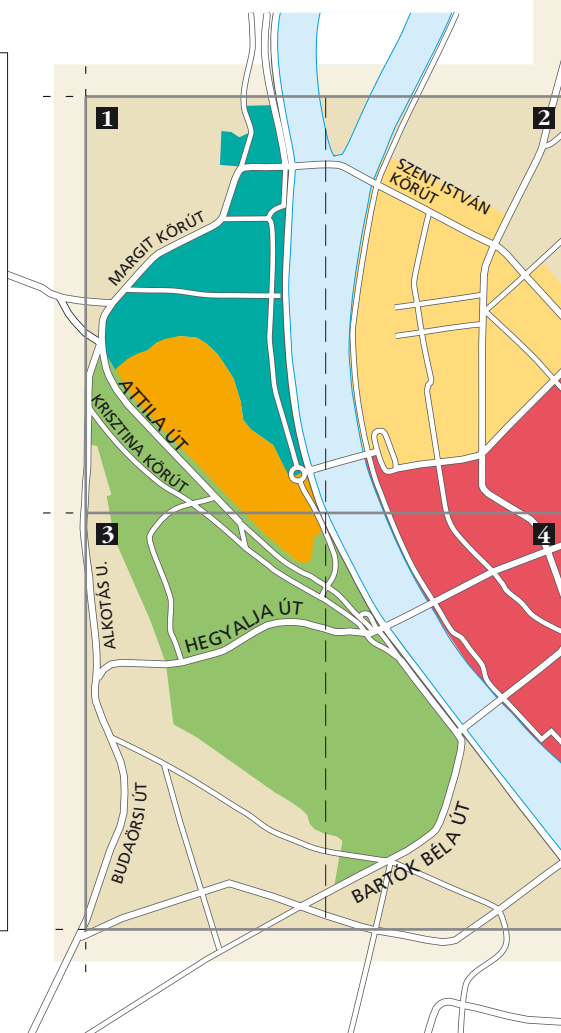 1
2
SZENT ISTVÁN
KÖRÚT
MARGIT KÖRÚT
ATTILA ÚT
KRISZTINA KÖRÚT
3
4
ALKOTÁS U.
HEGYALJA ÚT
BUDAÖRSI ÚT
BARTÓK BÉLA ÚT